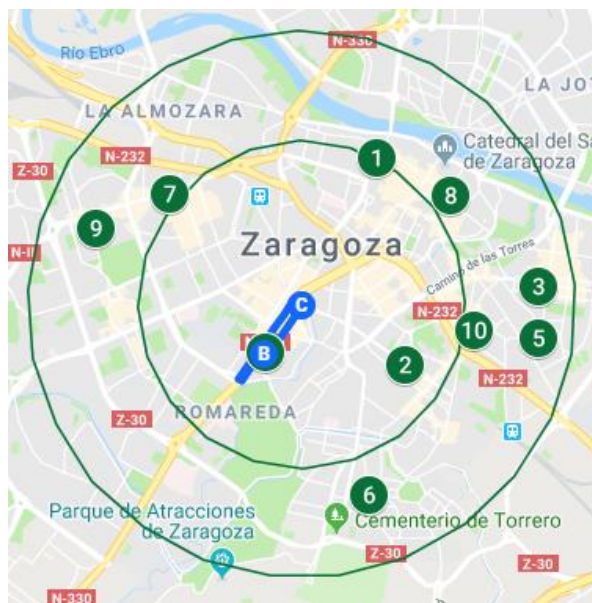 N-330
Río Ebro
LA JOT
LA ALMOZARA
Catedral del Sa
de Zaragoza
N-232
Z-30
1
7
8
9
N-II
Zaragoza
Camino de las Torres
3
C
N-232
10
5
N
B
2
N-232
ROMAREDA
Z-30
6
Parque de Atracciones
de Zaragoza
Cementerio de Torrero
Z-30
N-330